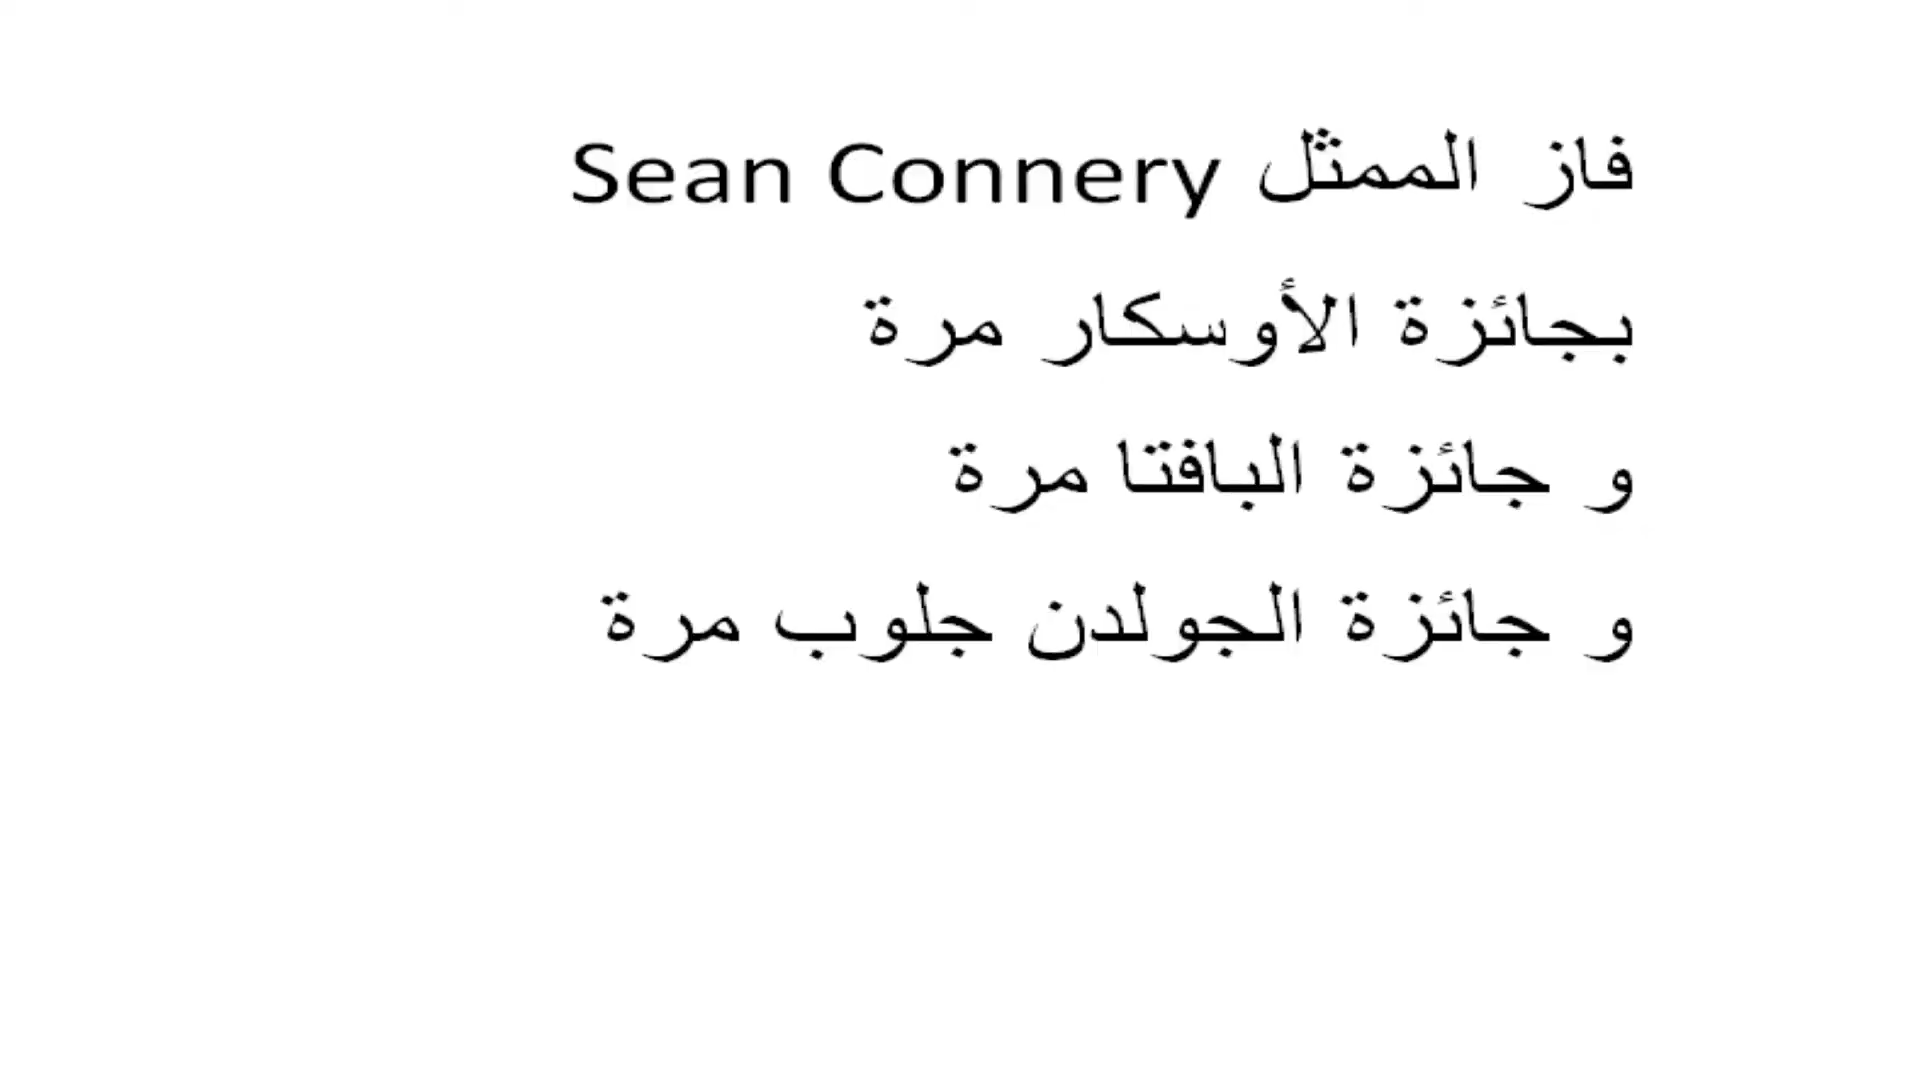 فاز الممثل Sean Connery
بجائزة الأوسكار مرة
و جائزة البافتا مرة
و جائزة الجولدن جلوب مرة